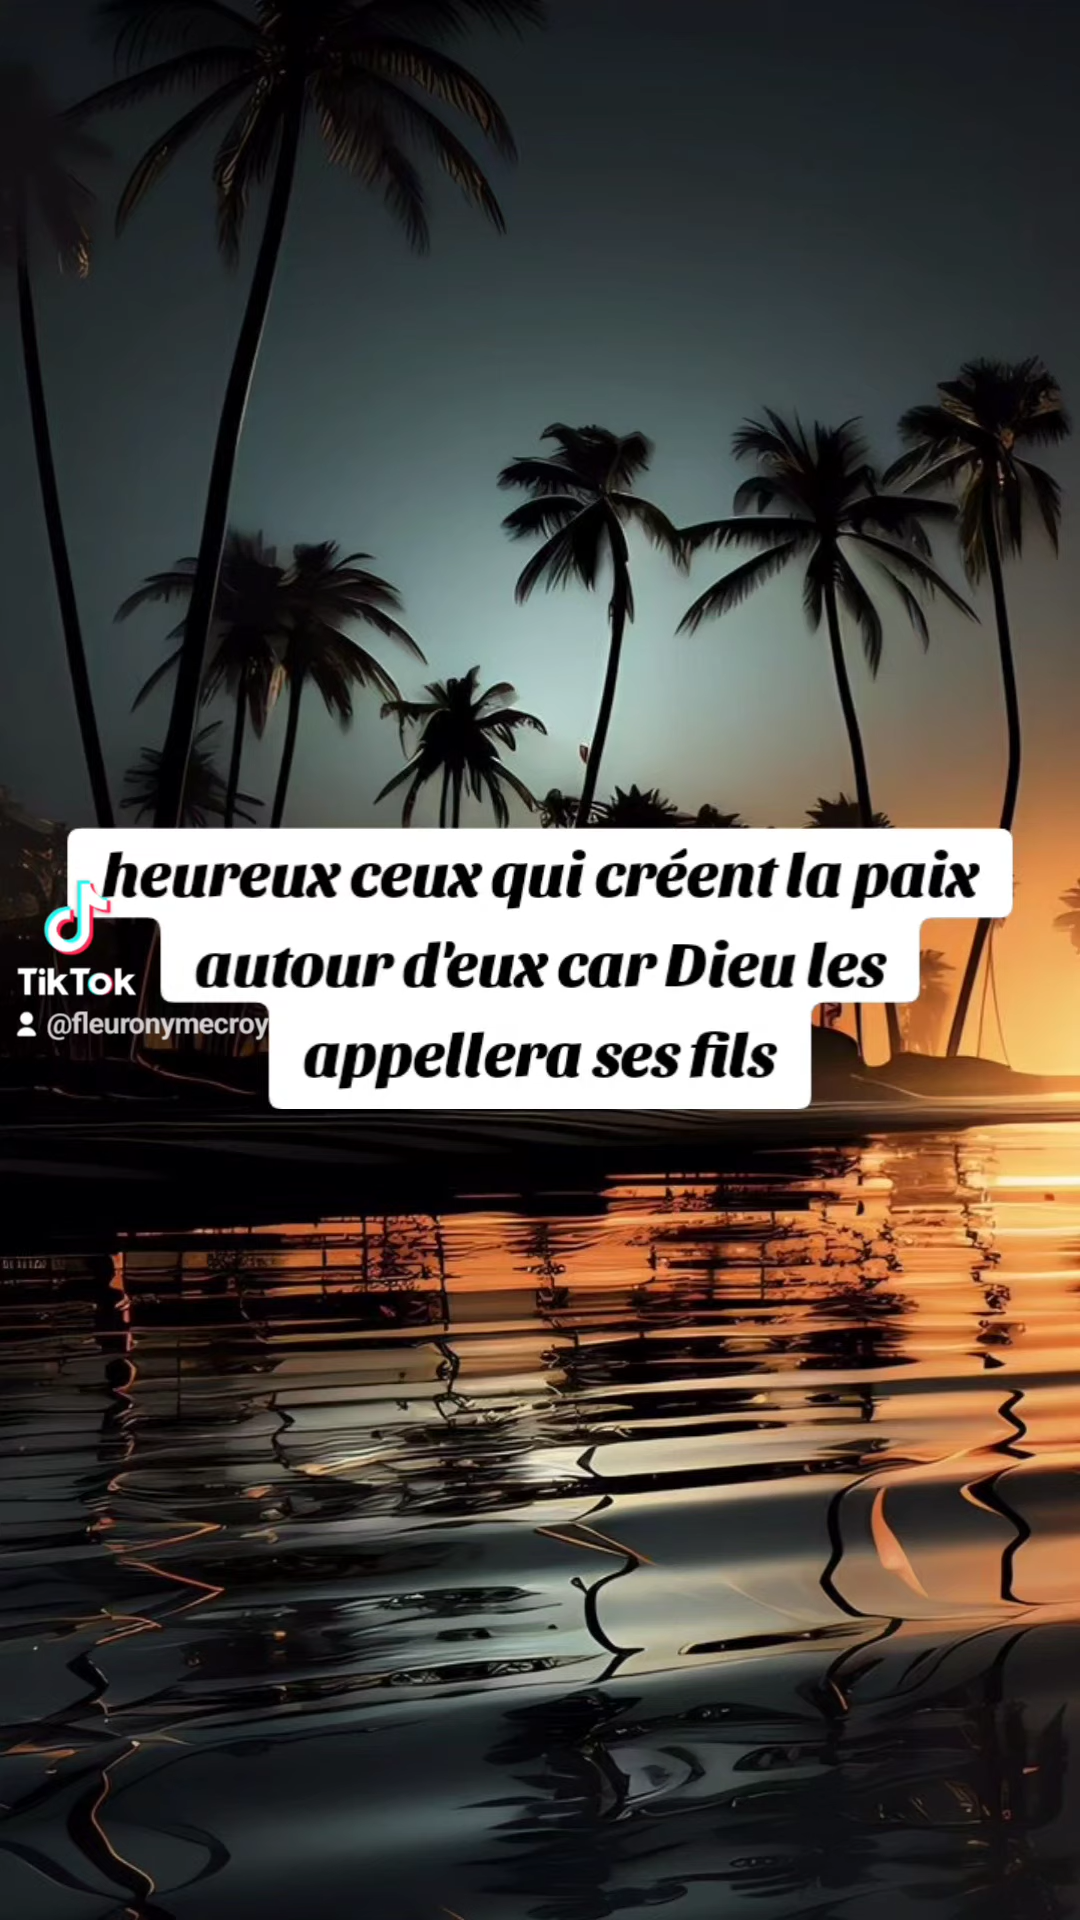 heureux ceux qui créent la paix
autour d'eux car Dieu les
appellera ses fils
TikTok
@fleuronymecroy